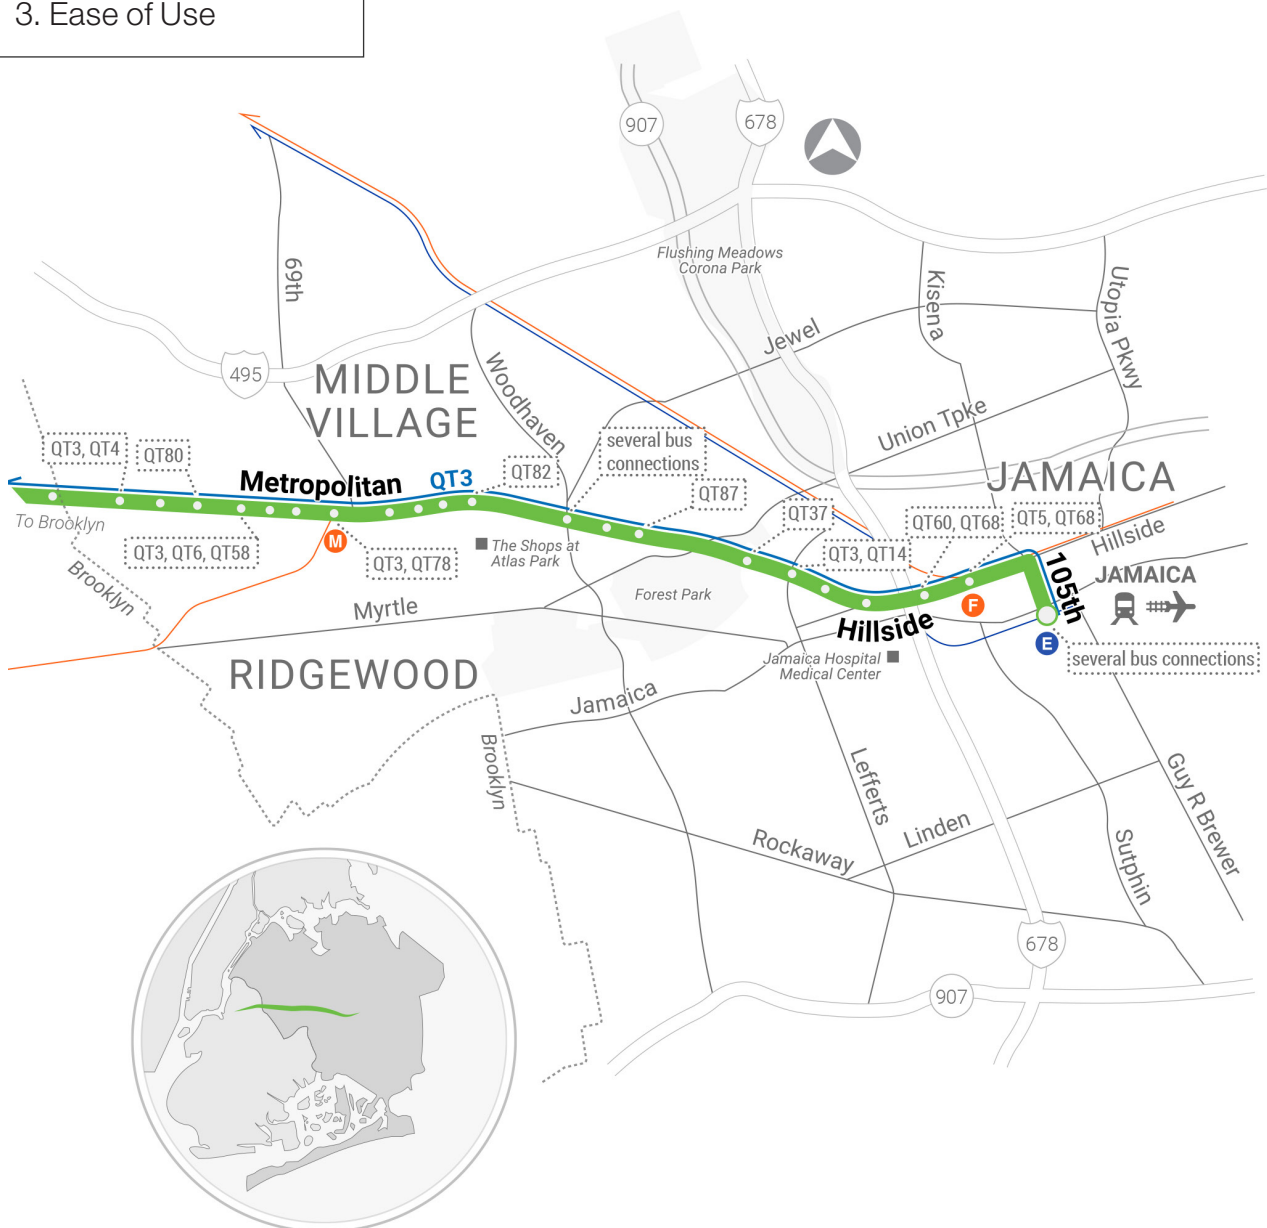 3. Ease of Use
907
678
Flushing Meadows
Corona Park
69th
Kisena
Utopia Pkwy
Jewel
495
MIDDLE
VILLAGE
Woodhaven
Union Tpke
several bus
connections
QT3, QT4
QT80
Metropolitan
QT3
QT82
QT87
JAMAICA
QT37
QT60, QT68
QT5, QT68
To Brooklyn
Hillside
QT3, QT6, QT58
M
QT3, QT78
The Shops at
Atlas Park
QT3, QT14
105th
JAMAICA
Brooklyn
Myrtle
Forest Park
F
Hillside
E
several bus connections
RIDGEWOOD
Jamaica Hospital
Medical Center
Jamaica
Brooklyn
Lefferts
Guy R Brewer
Rockaway
Linden
Sutphin
678
907